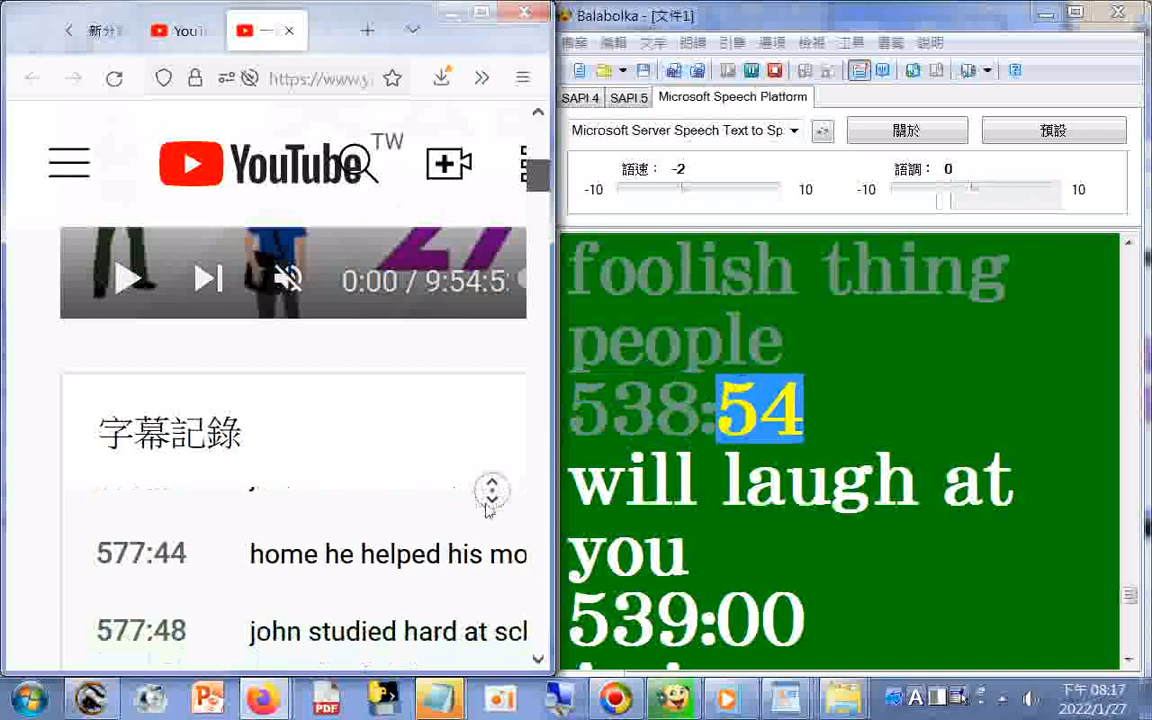 新分
YouT
一
https://www.y
YouTube
TW
27
0:00 / 9:54:5
字幕記錄
577:44
home he helped his mo
577:48
john studied hard at scl
Balabolka - [文件1]
檔案
編輯
文字
朗讀
引擎
選項
檢視
工具
書籤
說明
SAPI 4
SAPI 5
Microsoft Speech Platform
Microsoft Server Speech Text to Sp
關於
預設
語速： -2
-10
10
語調： 0
-10
10
foolish thing
people
538:54
will laugh at
you
539:00
PDF
A
下午 08:17
2022/1/27